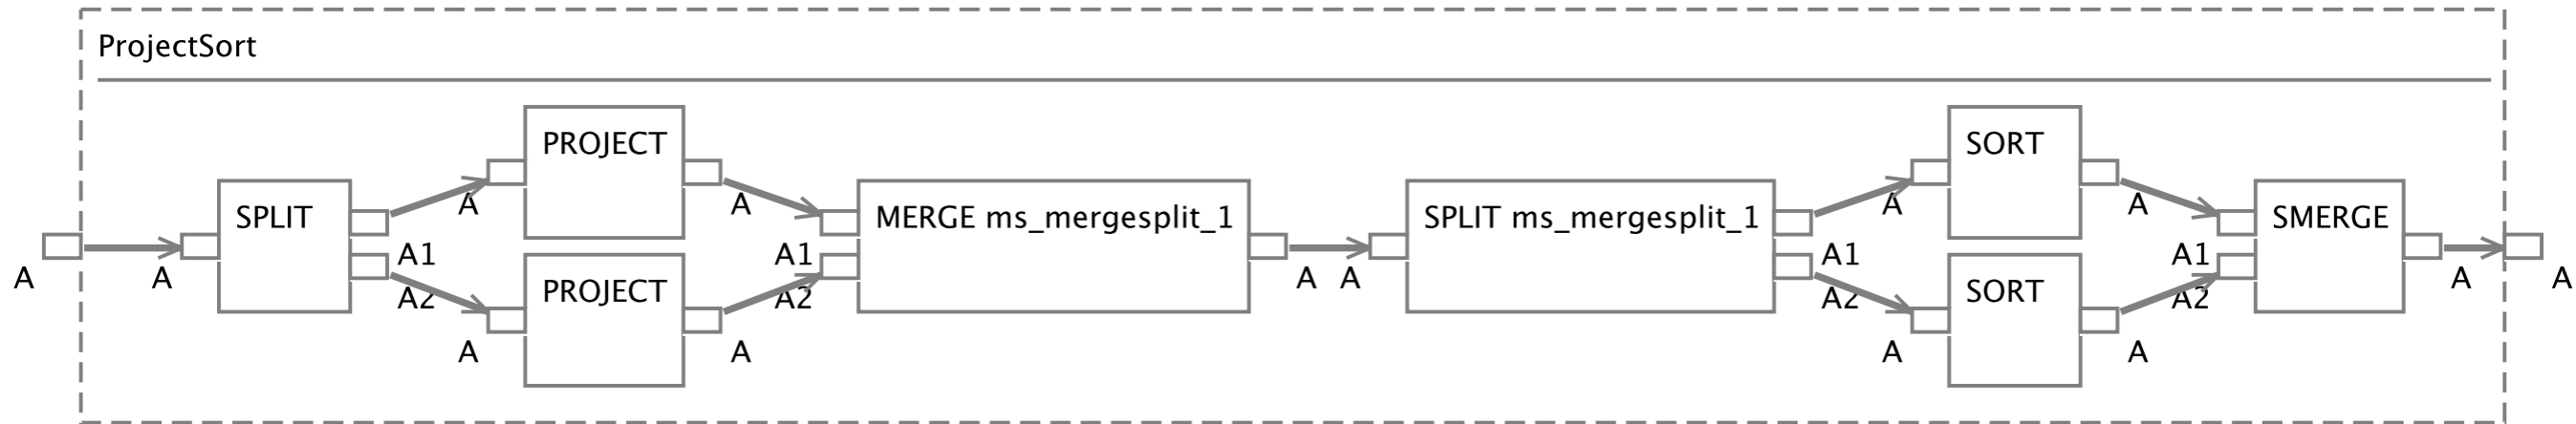 ProjectSort
PROJECT
SORT
A
A
A
A
SPLIT
MERGE ms_mergesplit_1
SPLIT ms_mergesplit_1
SMERGE
A1
A1
A1
A1
A
A
A
A
A
A
A2
A2
A2
A2
PROJECT
SORT
A
A
A
A